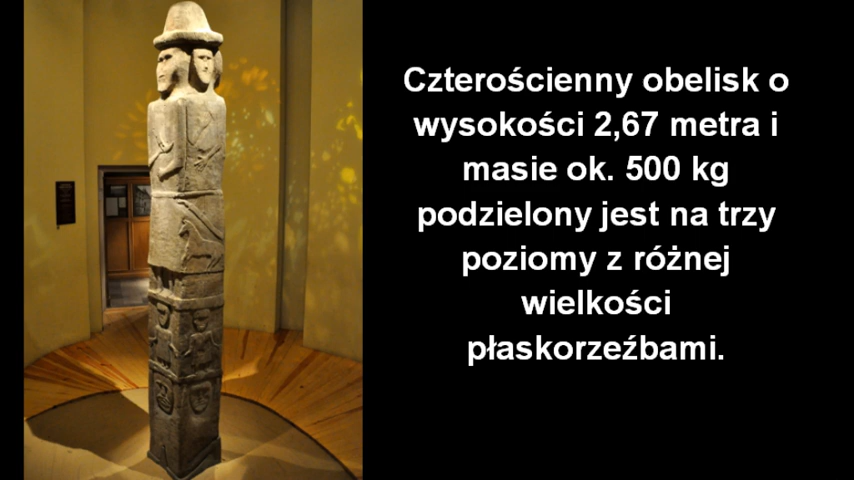 Czterościenny obelisk o
wysokości 2,67 metra i
masie ok. 500 kg
podzielony jest na trzy
poziomy z różnej
wielkości
płaskorzeźbami.